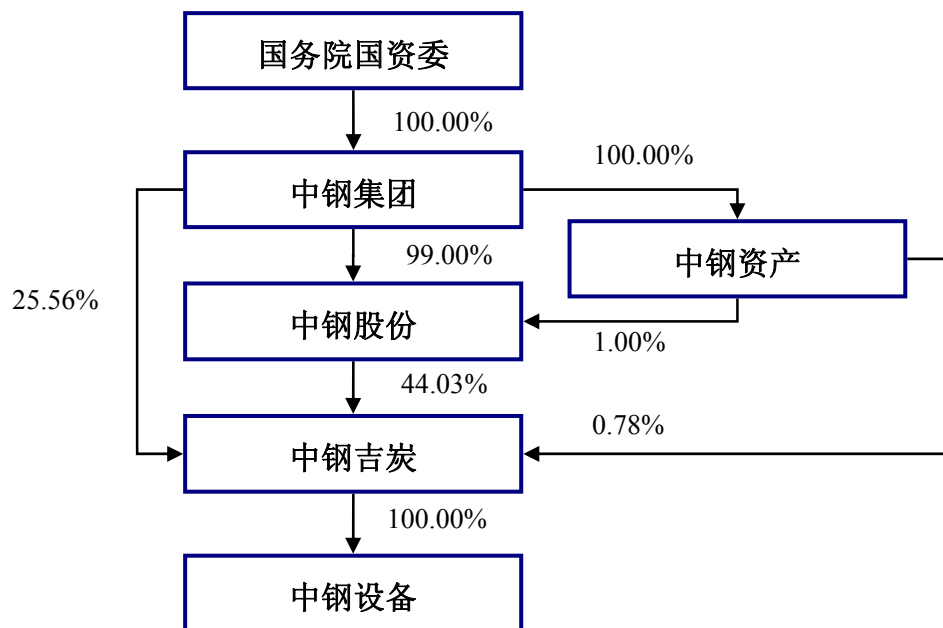 国务院国资委
100.00%
100.00%
中钢集团
中钢资产
99.00%
25.56%
中钢股份
1.00%
44.03%
0.78%
中钢吉炭
100.00%
中钢设备